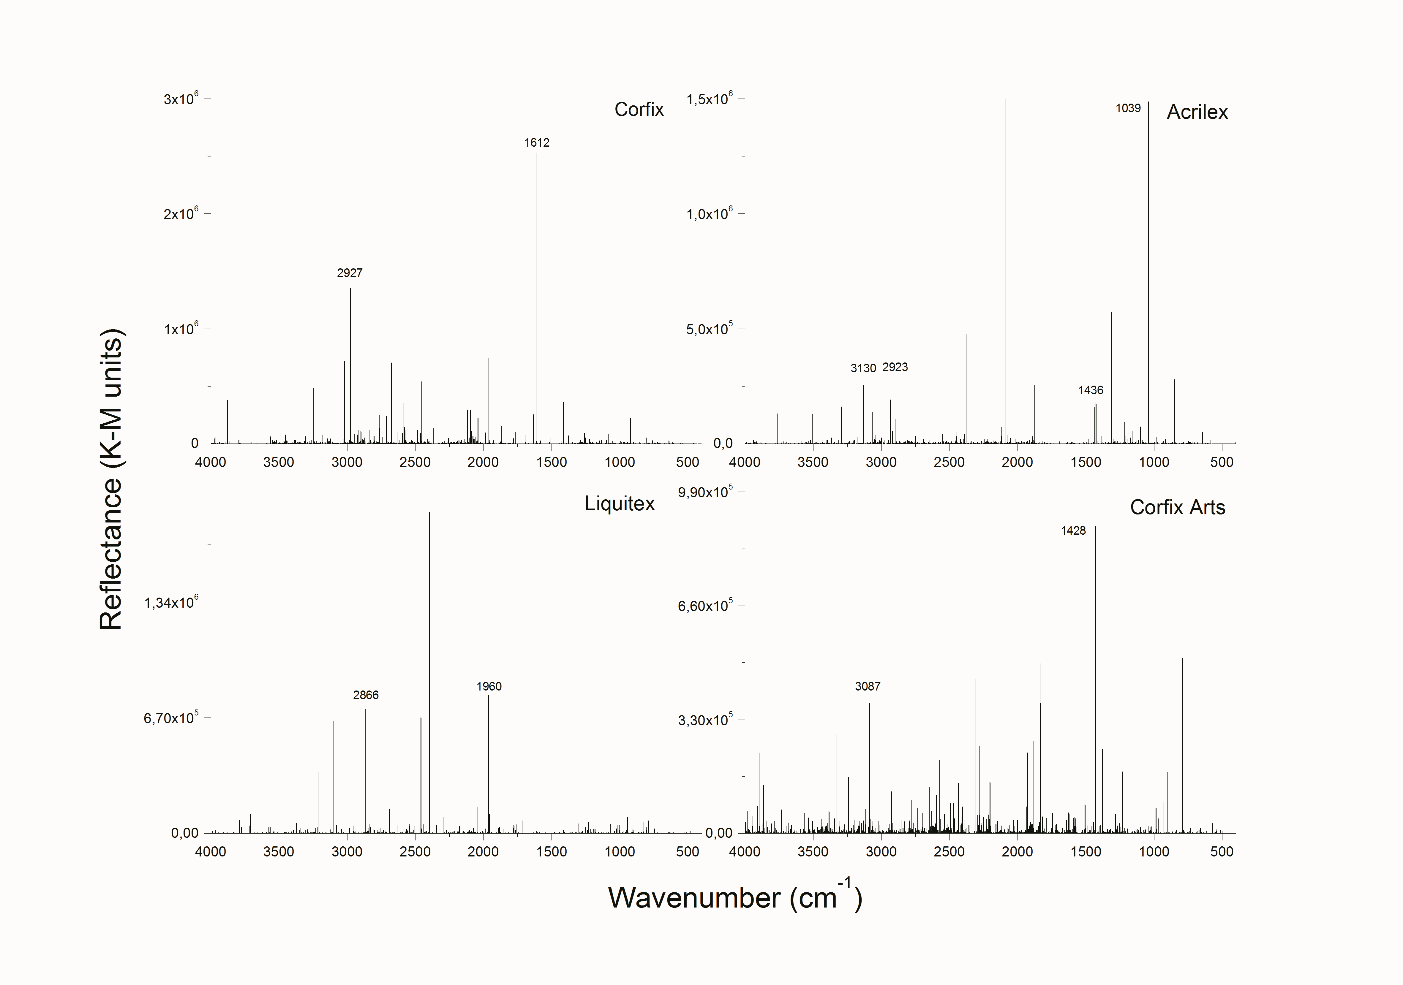 Reflectance (K-M units)
Corfix
3x10⁶
2x10⁶
1x10⁶
0
2927
1612
4000 3500 3000 2500 2000 1500 1000 500
Acrilex
1,5x10⁶
1,0x10⁶
5,0x10⁵
0,0
3130 2923
1436
1039
4000 3500 3000 2500 2000 1500 1000 500
Liquitex
1,34x10⁶
6,70x10⁵
0,00
2866
1960
4000 3500 3000 2500 2000 1500 1000 500
Corfix Arts
9,90x10⁵
6,60x10⁵
3,30x10⁵
0,00
3087
1428
4000 3500 3000 2500 2000 1500 1000 500
Wavenumber (cm⁻¹)